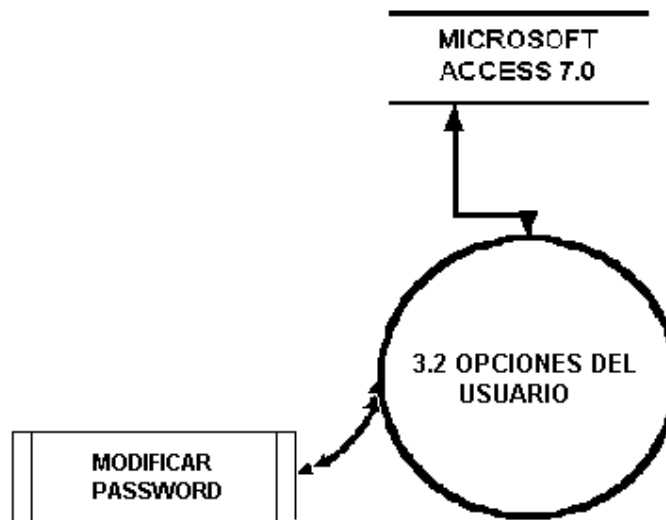 MICROSOFT
ACCESS 7.0
3.2 OPCIONES DEL
USUARIO
MODIFICAR
PASSWORD